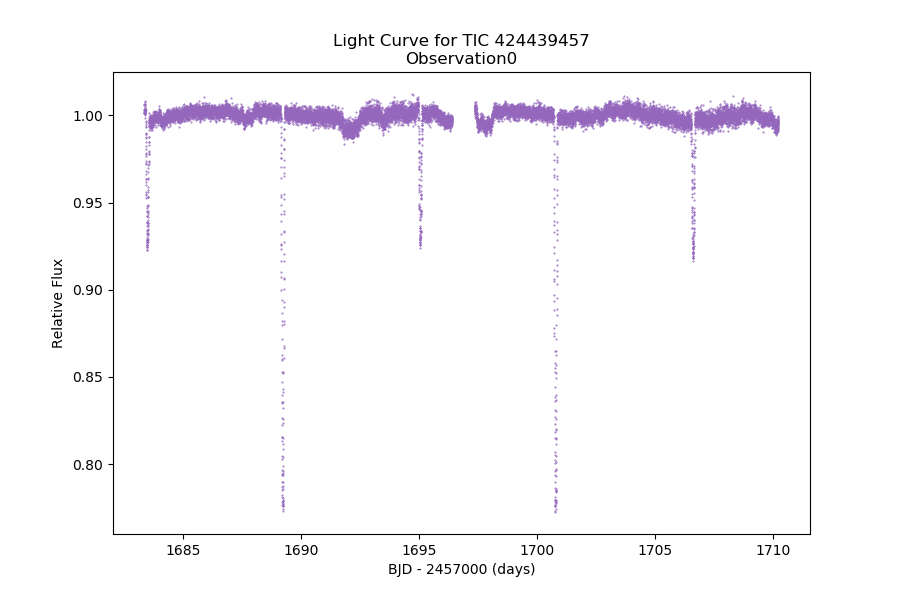 Light Curve for TIC 424439457
Observation0
Relative Flux
1.00
0.95
0.90
0.85
0.80
1685 1690 1695 1700 1705 1710
BJD - 2457000 (days)